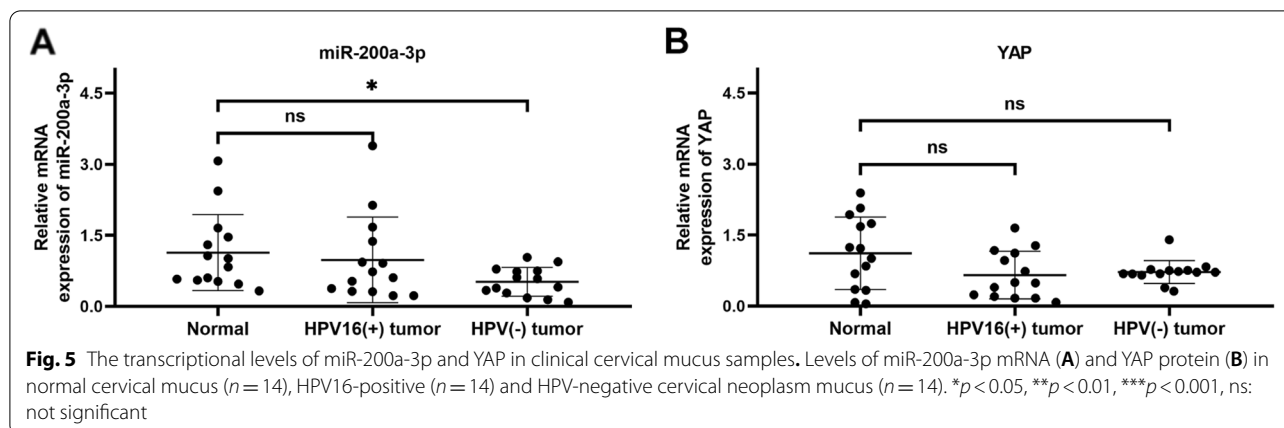 A
miR-200a-3p
Relative mRNA
expression of miR-200a-3p
4.5
3.0
1.5
0.0
*
ns
Normal
HPV16(+) tumor
HPV(-) tumor
B
YAP
Relative mRNA
expression of YAP
4.5
3.0
1.5
0.0
ns
ns
Normal
HPV16(+) tumor
HPV(-) tumor
Fig. 5 The transcriptional levels of miR-200a-3p and YAP in clinical cervical mucus samples. Levels of miR-200a-3p mRNA (A) and YAP protein (B) in
normal cervical mucus (n = 14), HPV16-positive (n = 14) and HPV-negative cervical neoplasm mucus (n = 14). *p < 0.05, **p < 0.01, ***p < 0.001, ns:
not significant